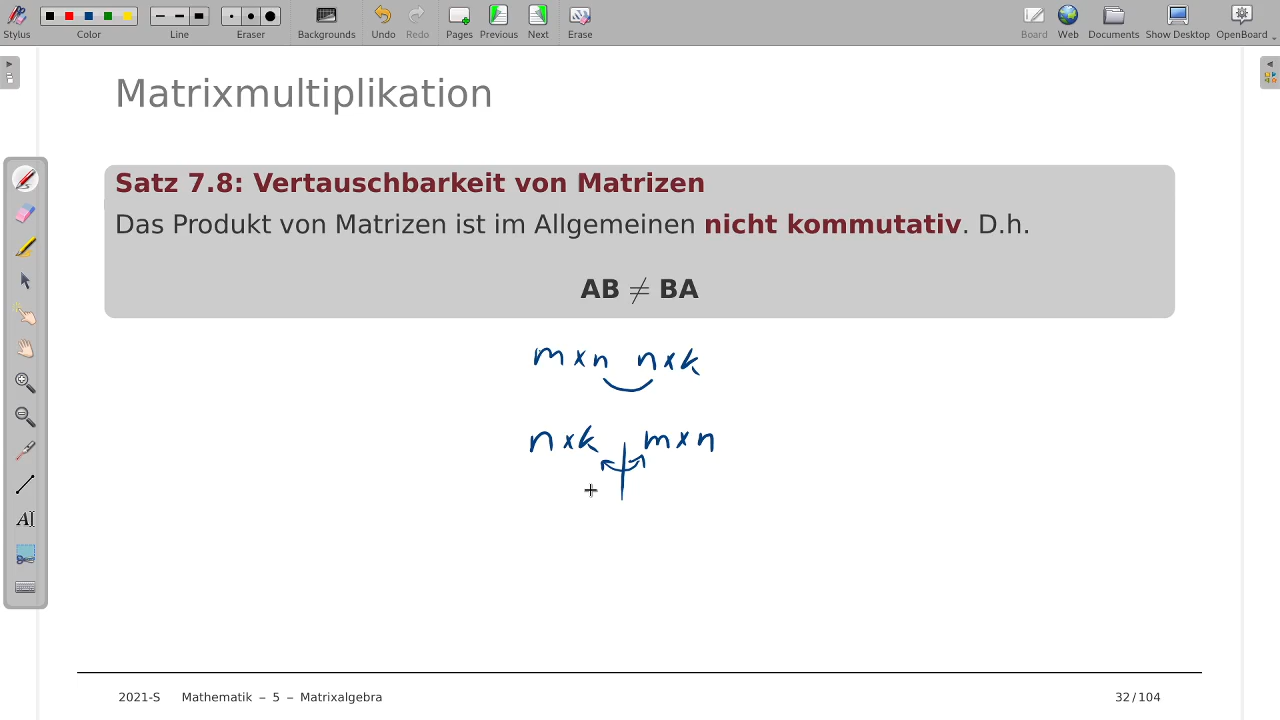 Stylus
Color
Line
Eraser
Backgrounds
Undo
Redo
Pages
Previous
Next
Erase
Board
Web
Documents
Show Desktop
OpenBoard
Matrixmultiplikation
Satz 7.8: Vertauschbarkeit von Matrizen
Das Produkt von Matrizen ist im Allgemeinen nicht kommutativ. D.h.
AB ≠ BA
m x n n x k
n x k m x n
2021-S Mathematik – 5 – Matrixalgebra 32 / 104